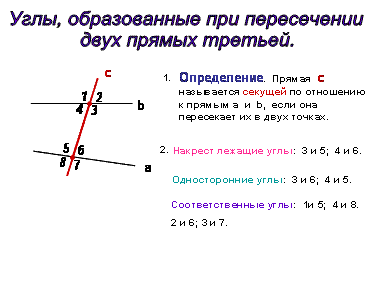 Углы, образованные при пересечении
двух прямых третьей.
c
1 2
4 3
b
5 6
8 7
a
1. Определение. Прямая с
называется секущей по отношению
к прямым а и b, если она
пересекает их в двух точках.
2. Накрест лежащие углы: 3 и 5; 4 и 6.
Односторонние углы: 3 и 6; 4 и 5.
Соответственные углы: 1и 5; 4 и 8.
2 и 6; 3 и 7.